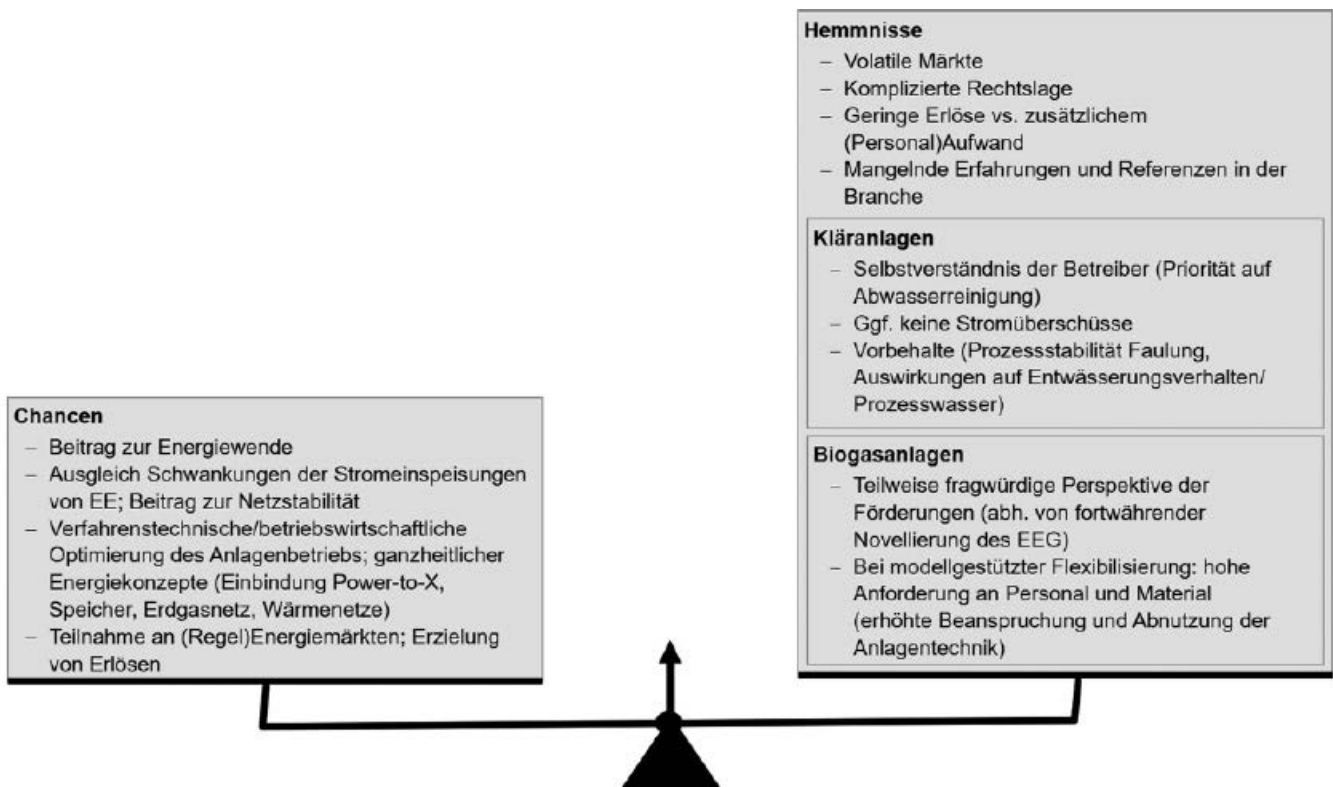 Chancen
– Beitrag zur Energiewende
– Ausgleich Schwankungen der Stromeinspeisungen
von EE; Beitrag zur Netzstabilität
– Verfahrenstechnische/betriebswirtschaftliche
Optimierung des Anlagenbetriebs; ganzheitlicher
Energiekonzepte (Einbindung Power-to-X,
Speicher, Erdgasnetz, Wärmenetze)
– Teilnahme an (Regel)Energiemärkten; Erzielung
von Erlösen
Hemmnisse
– Volatile Märkte
– Komplizierte Rechtslage
– Geringe Erlöse vs. zusätzlichem
(Personal)Aufwand
– Mangelnde Erfahrungen und Referenzen in der
Branche
Kläranlagen
– Selbstverständnis der Betreiber (Priorität auf
Abwasserreinigung)
– Ggf. keine Stromüberschüsse
– Vorbehalte (Prozessstabilität Faulung,
Auswirkungen auf Entwässerungsverhalten/
Prozesswasser)
Biogasanlagen
– Teilweise fragwürdige Perspektive der
Förderungen (abh. von fortwährender
Novellierung des EEG)
– Bei modellgestützter Flexibilisierung: hohe
Anforderung an Personal und Material
(erhöhte Beanspruchung und Abnutzung der
Anlagentechnik)